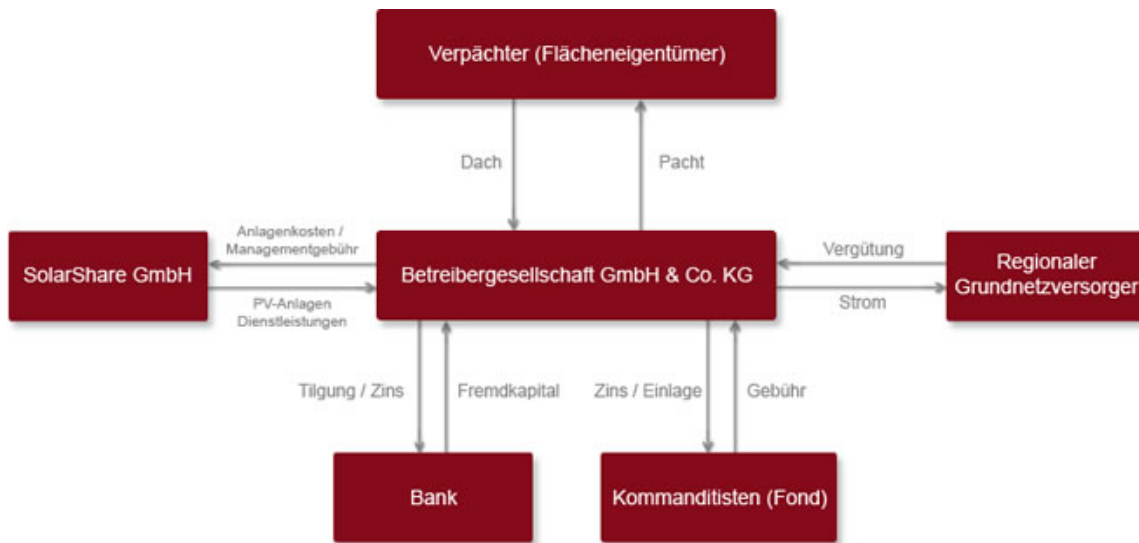 Verpächter (Flächeneigentümer)
Dach
Pacht
Anlagenkosten /
Managementgebühr
SolarShare GmbH
PV-Anlagen
Dienstleistungen
Betreibergesellschaft GmbH & Co. KG
Vergütung
Strom
Regionaler
Grundnetzversorger
Tilgung / Zins
Fremdkapital
Zins / Einlage
Gebühr
Bank
Kommanditisten (Fond)